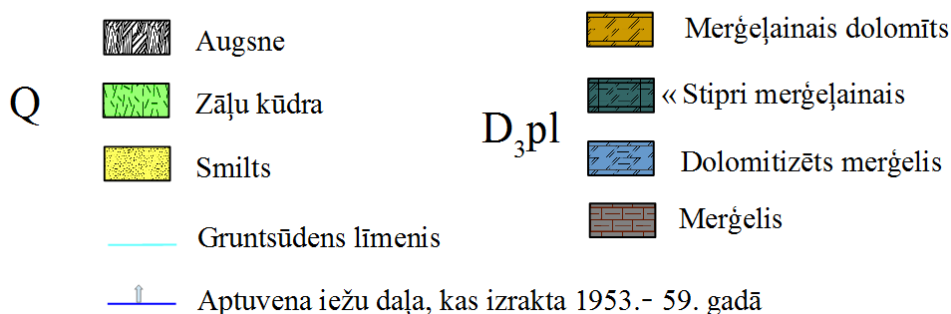 Q
Augsne
Zāļu kūdra
Smilts
Gruntsūdens līmenis
Aptuvena iežu daļa, kas izrakta 1953.- 59. gadā
D₃pl
Merģeļainais dolomīts
« Stipri merģeļainais
Dolomitizēts merģelis
Merģelis